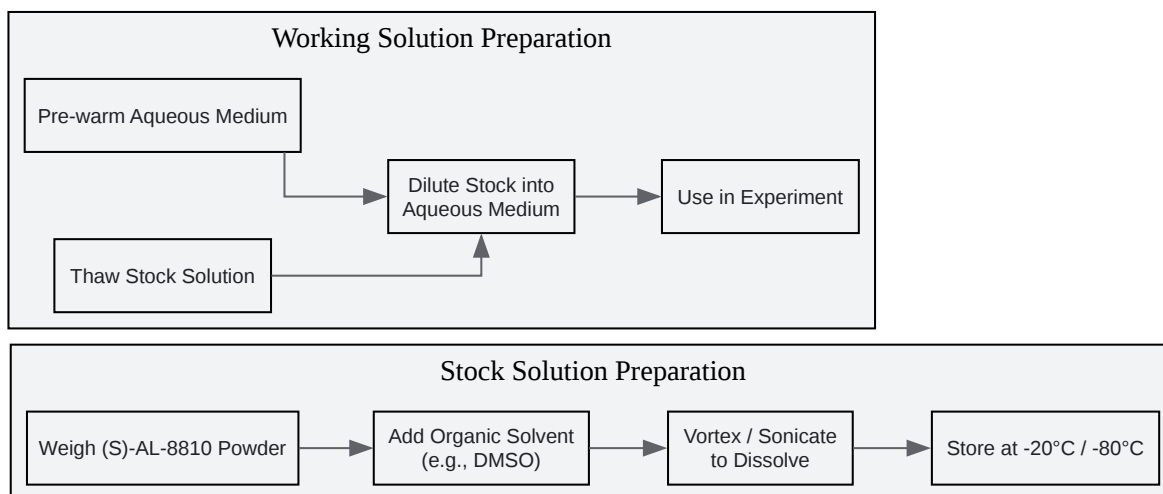 Working Solution Preparation
Pre-warm Aqueous Medium
Dilute Stock into
Aqueous Medium
Use in Experiment
Thaw Stock Solution
Stock Solution Preparation
Weigh (S)-AL-8810 Powder
Add Organic Solvent
(e.g., DMSO)
Vortex / Sonicate
to Dissolve
Store at -20°C / -80°C